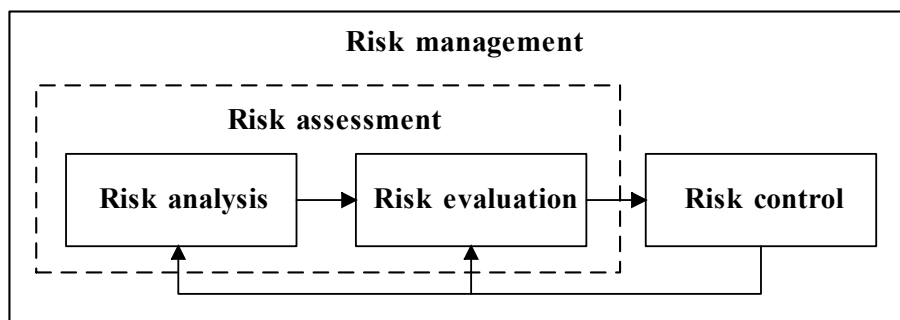 Risk management
Risk assessment
Risk analysis
Risk evaluation
Risk control